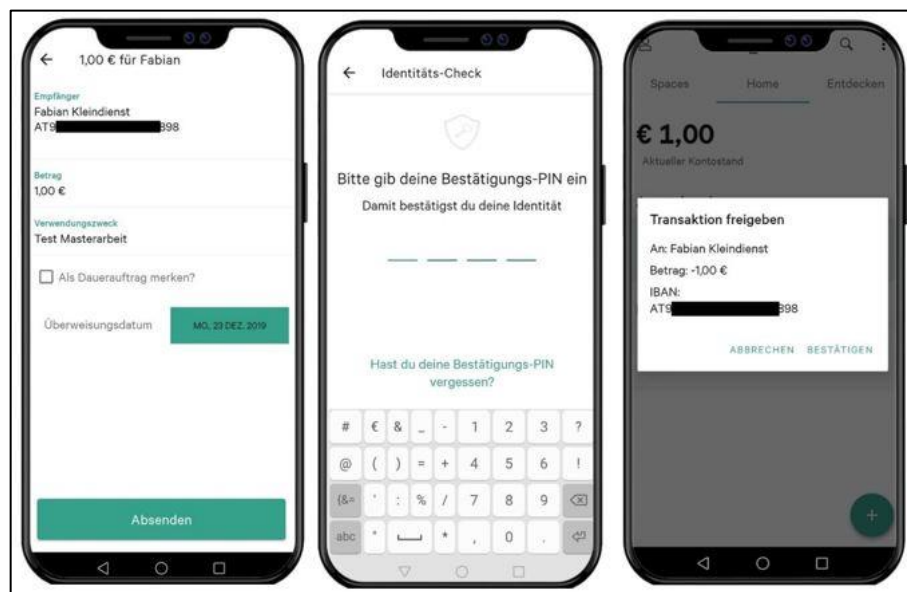 1,00 € für Fabian
Empfänger
Fabian Kleindienst
AT9 898
Betrag
1,00 €
Verwendungszweck
Test Masterarbeit
Als Dauerauftrag merken?
Überweisungsdatum MO, 23 DEZ. 2019
Absenden
Identitäts-Check
Bitte gib deine Bestätigungs-PIN ein
Damit bestätigst du deine Identität
Hast du deine Bestätigungs-PIN
vergessen?
# € & _ - 1 2 3 ?
@ ( ) = + 4 5 6 !
{&= ' : % / 7 8 9
abc " * , 0 .
Spaces Home Entdecken
€ 1,00
Aktueller Kontostand
Transaktion freigeben
An: Fabian Kleindienst
Betrag: -1,00 €
IBAN:
AT9 898
ABBRECHEN BESTÄTIGEN
+